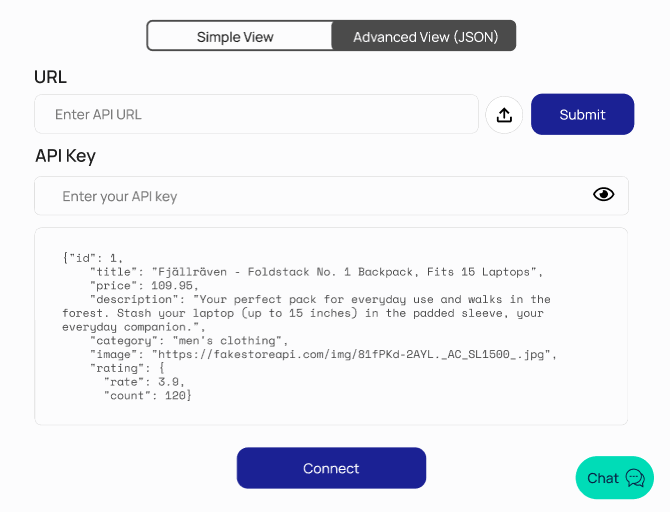 Simple View
Advanced View (JSON)
URL
Enter API URL
Submit
API Key
Enter your API key
{"id": 1,
"title": "Fjällräven - Foldstack No. 1 Backpack, Fits 15 Laptops",
"price": 109.95,
"description": "Your perfect pack for everyday use and walks in the
forest. Stash your laptop (up to 15 inches) in the padded sleeve, your
everyday companion.",
"category": "men's clothing",
"image": "https://fakestoreapi.com/img/81fPKd-2AYL._AC_SL1500_.jpg",
"rating": {
"rate": 3.9,
"count": 120}
Connect
Chat